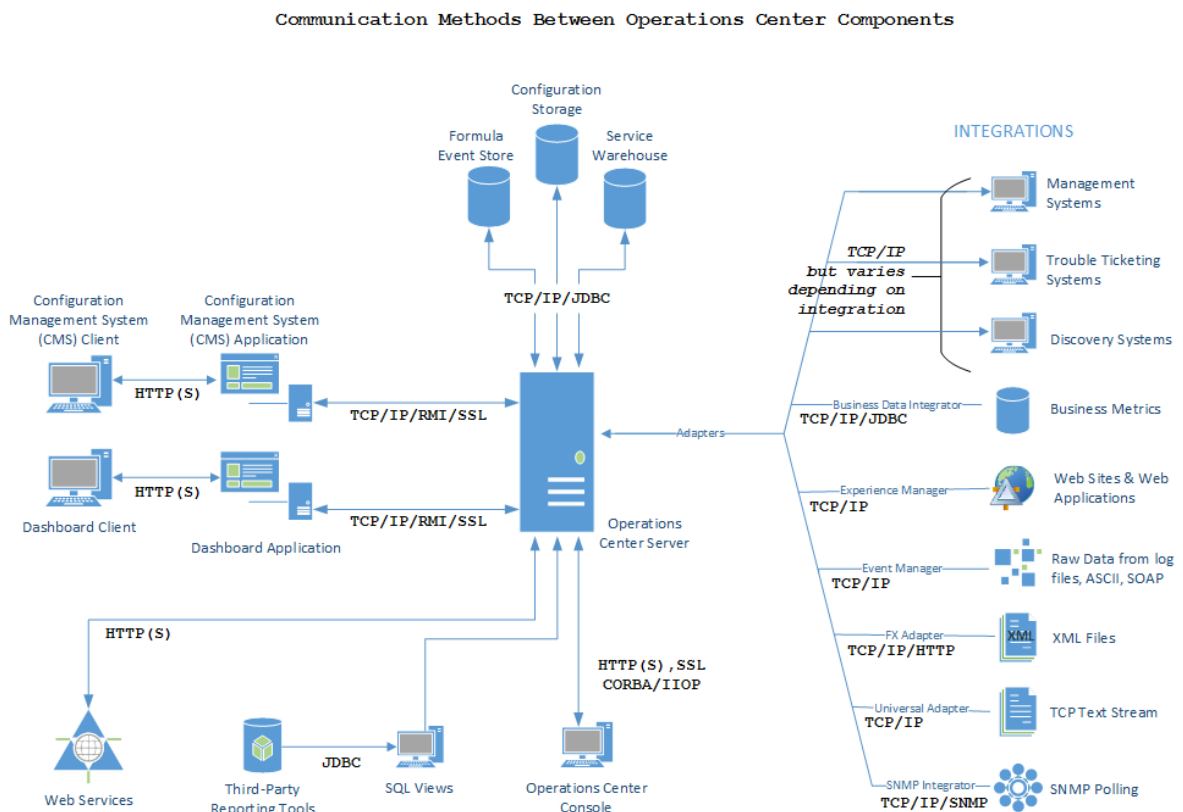 Communication Methods Between Operations Center Components
Configuration
Storage
Formula
Event Store
Service
Warehouse
TCP/IP/JDBC
INTEGRATIONS
Management
Systems
TCP/IP
but varies
depending on
integration
Trouble Ticketing
Systems
Discovery Systems
Configuration
Management System
(CMS) Client
Configuration
Management System
(CMS) Application
HTTP(S)
TCP/IP/RMI/SSL
Business Data Integrator
TCP/IP/JDBC
Business Metrics
Adapters
HTTP(S)
Dashboard Client
TCP/IP/RMI/SSL
Dashboard Application
Operations
Center Server
Experience Manager
TCP/IP
Web Sites & Web
Applications
Event Manager
TCP/IP
Raw Data from log
files, ASCII, SOAP
HTTP(S)
FX Adapter
TCP/IP/HTTP
XML
XML Files
HTTP(S),SSL
CORBA/IIOP
Universal Adapter
TCP/IP
TCP Text Stream
JDBC
Web Services
Third-Party
Reporting Tools
SQL Views
Operations Center
Console
SNMP Integrator
TCP/IP/SNMP
SNMP Polling